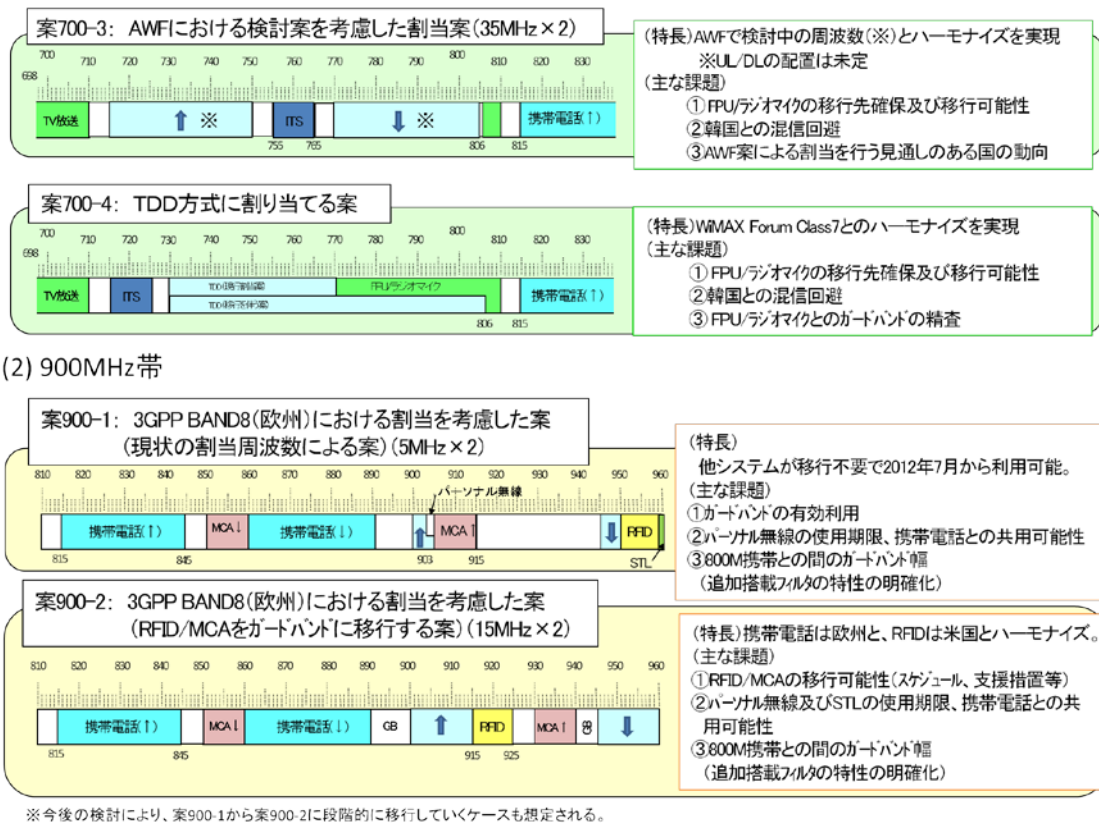 案700-3： AWFにおける検討案を考慮した割当案（35MHz×2）
700 710 720 730 740 750 760 770 780 790 800 810 820 830
698
TV放送 ※ ITS ※ 携帯電話(↑)
755 765 806 815
(特長)AWFで検討中の周波数(※)とハーモナイズを実現
※UL/DLの配置は未定
(主な課題)
①FPU/ラジオマイクの移行先確保及び移行可能性
②韓国との混信回避
③AWF案による割当を行う見通しのある国の動向
案700-4： TDD方式に割り当てる案
700 710 720 730 740 750 760 770 780 790 800 810 820 830
698
TV放送 ITS FPU/ラジオマイク 携帯電話(↑)
806 815
(特長)WiMAX Forum Class7とのハーモナイズを実現
(主な課題)
①FPU/ラジオマイクの移行先確保及び移行可能性
②韓国との混信回避
③FPU/ラジオマイクとのガードバンドの精査
(2) 900MHz帯
案900-1： 3GPP BAND8(欧州)における割当を考慮した案
(現状の割当周波数による案)(5MHz×2)
810 820 830 840 850 860 870 880 890 900 910 920 930 940 950 960
パーソナル無線
携帯電話(↑) MCA↓ 携帯電話(↓) MCA↑ RFID
815 845 903 915 STL
(特長)
他システムが移行不要で2012年7月から利用可能。
(主な課題)
①ガードバンドの有効利用
②パーソナル無線の使用期限、携帯電話との共用可能性
③800M携帯との間のガードバンド幅
(追加搭載フィルタの特性の明確化)
案900-2： 3GPP BAND8(欧州)における割当を考慮した案
(RFID/MCAをガードバンドに移行する案)(15MHz×2)
810 820 830 840 850 860 870 880 890 900 910 920 930 940 950 960
携帯電話(↑) MCA↓ 携帯電話(↓) GB RFID MCA↑ GB
815 845 915 925
(特長)携帯電話は欧州と、RFIDは米国とハーモナイズ。
(主な課題)
①RFID/MCAの移行可能性(スケジュール、支援措置等)
②パーソナル無線及びSTLの使用期限、携帯電話との共
用可能性
③800M携帯との間のガードバンド幅
(追加搭載フィルタの特性の明確化)
※今後の検討により、案900-1から案900-2に段階的に移行していくケースも想定される。